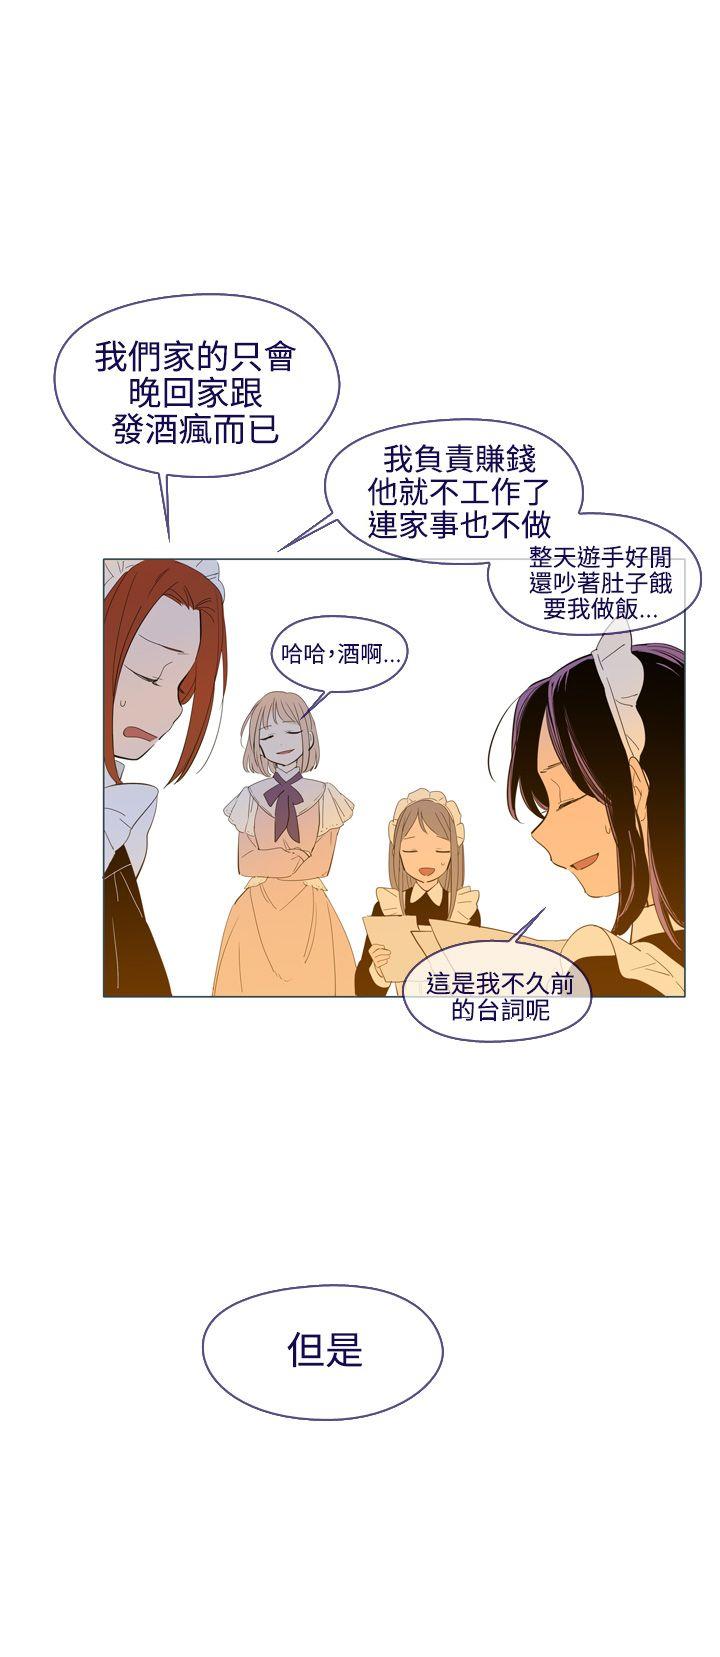 我們家的只會
晚回家跟
發酒瘋而已
我負責賺錢
他就不工作了
連家事也不做
整天遊手好閒
還吵著肚子餓
要我做飯...
哈哈，酒啊...
這是我不久前
的台詞呢
但是